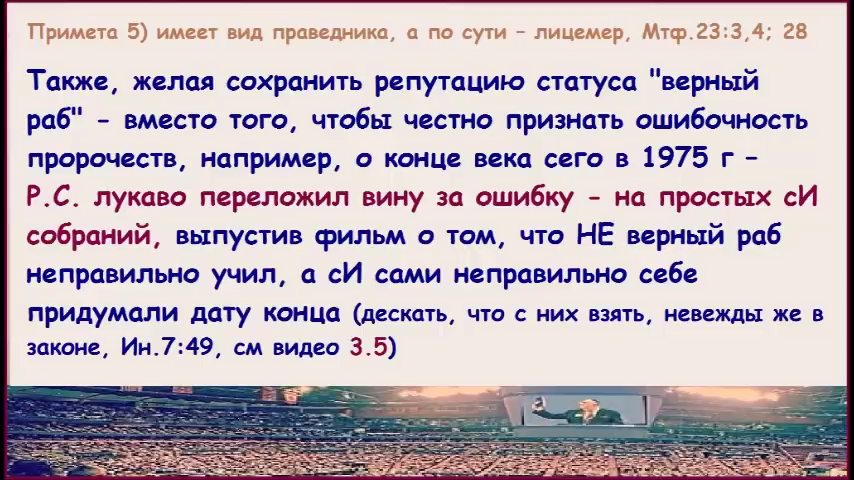 Примета 5) имеет вид праведника, а по сути – лицемер, Мтф.23:3,4; 28
Также, желая сохранить репутацию статуса "верный
раб" - вместо того, чтобы честно признать ошибочность
пророчеств, например, о конце века сего в 1975 г –
Р.С. лукаво переложил вину за ошибку - на простых сИ
собраний, выпустив фильм о том, что НЕ верный раб
неправильно учил, а сИ сами неправильно себе
придумали дату конца (дескать, что с них взять, невежды же в
законе, Ин.7:49, см видео 3.5)